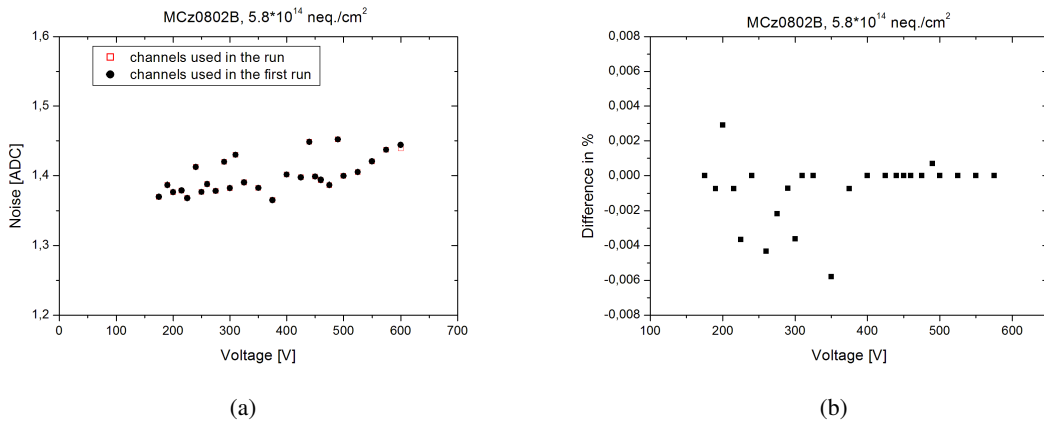 MCz0802B, 5.8*10^14 neq./cm^2
1,6
1,5
1,4
1,3
1,2
Noise [ADC]
channels used in the run
channels used in the first run
0 100 200 300 400 500 600 700
Voltage [V]
(a)
MCz0802B, 5.8*10^14 neq./cm^2
0,008
0,006
0,004
0,002
0,000
-0,002
-0,004
-0,006
-0,008
Difference in %
100 200 300 400 500 600
Voltage [V]
(b)